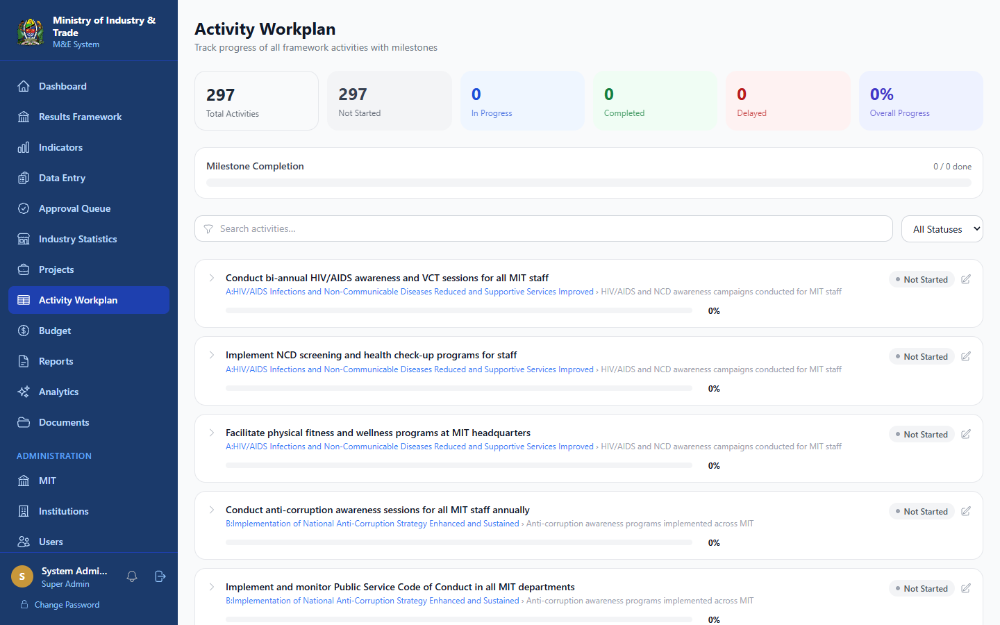 Ministry of Industry &
Trade
M&E System
Dashboard
Results Framework
Indicators
Data Entry
Approval Queue
Industry Statistics
Projects
Activity Workplan
Budget
Reports
Analytics
Documents
ADMINISTRATION
MIT
Institutions
Users
S
System Admi...
Super Admin
Change Password
Activity Workplan
Track progress of all framework activities with milestones
297
Total Activities
297
Not Started
0
In Progress
0
Completed
0
Delayed
0%
Overall Progress
Milestone Completion
0 / 0 done
Search activities...
All Statuses
Conduct bi-annual HIV/AIDS awareness and VCT sessions for all MIT staff
Not Started
A:HIV/AIDS Infections and Non-Communicable Diseases Reduced and Supportive Services Improved › HIV/AIDS and NCD awareness campaigns conducted for MIT staff
0%
Implement NCD screening and health check-up programs for staff
Not Started
A:HIV/AIDS Infections and Non-Communicable Diseases Reduced and Supportive Services Improved › HIV/AIDS and NCD awareness campaigns conducted for MIT staff
0%
Facilitate physical fitness and wellness programs at MIT headquarters
Not Started
A:HIV/AIDS Infections and Non-Communicable Diseases Reduced and Supportive Services Improved › HIV/AIDS and NCD awareness campaigns conducted for MIT staff
0%
Conduct anti-corruption awareness sessions for all MIT staff annually
Not Started
B:Implementation of National Anti-Corruption Strategy Enhanced and Sustained › Anti-corruption awareness programs implemented across MIT
0%
Implement and monitor Public Service Code of Conduct in all MIT departments
Not Started
B:Implementation of National Anti-Corruption Strategy Enhanced and Sustained › Anti-corruption awareness programs implemented across MIT
0%